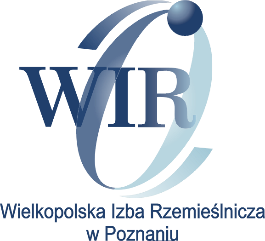 WIR
Wielkopolska Izba Rzemieślnicza
w Poznaniu